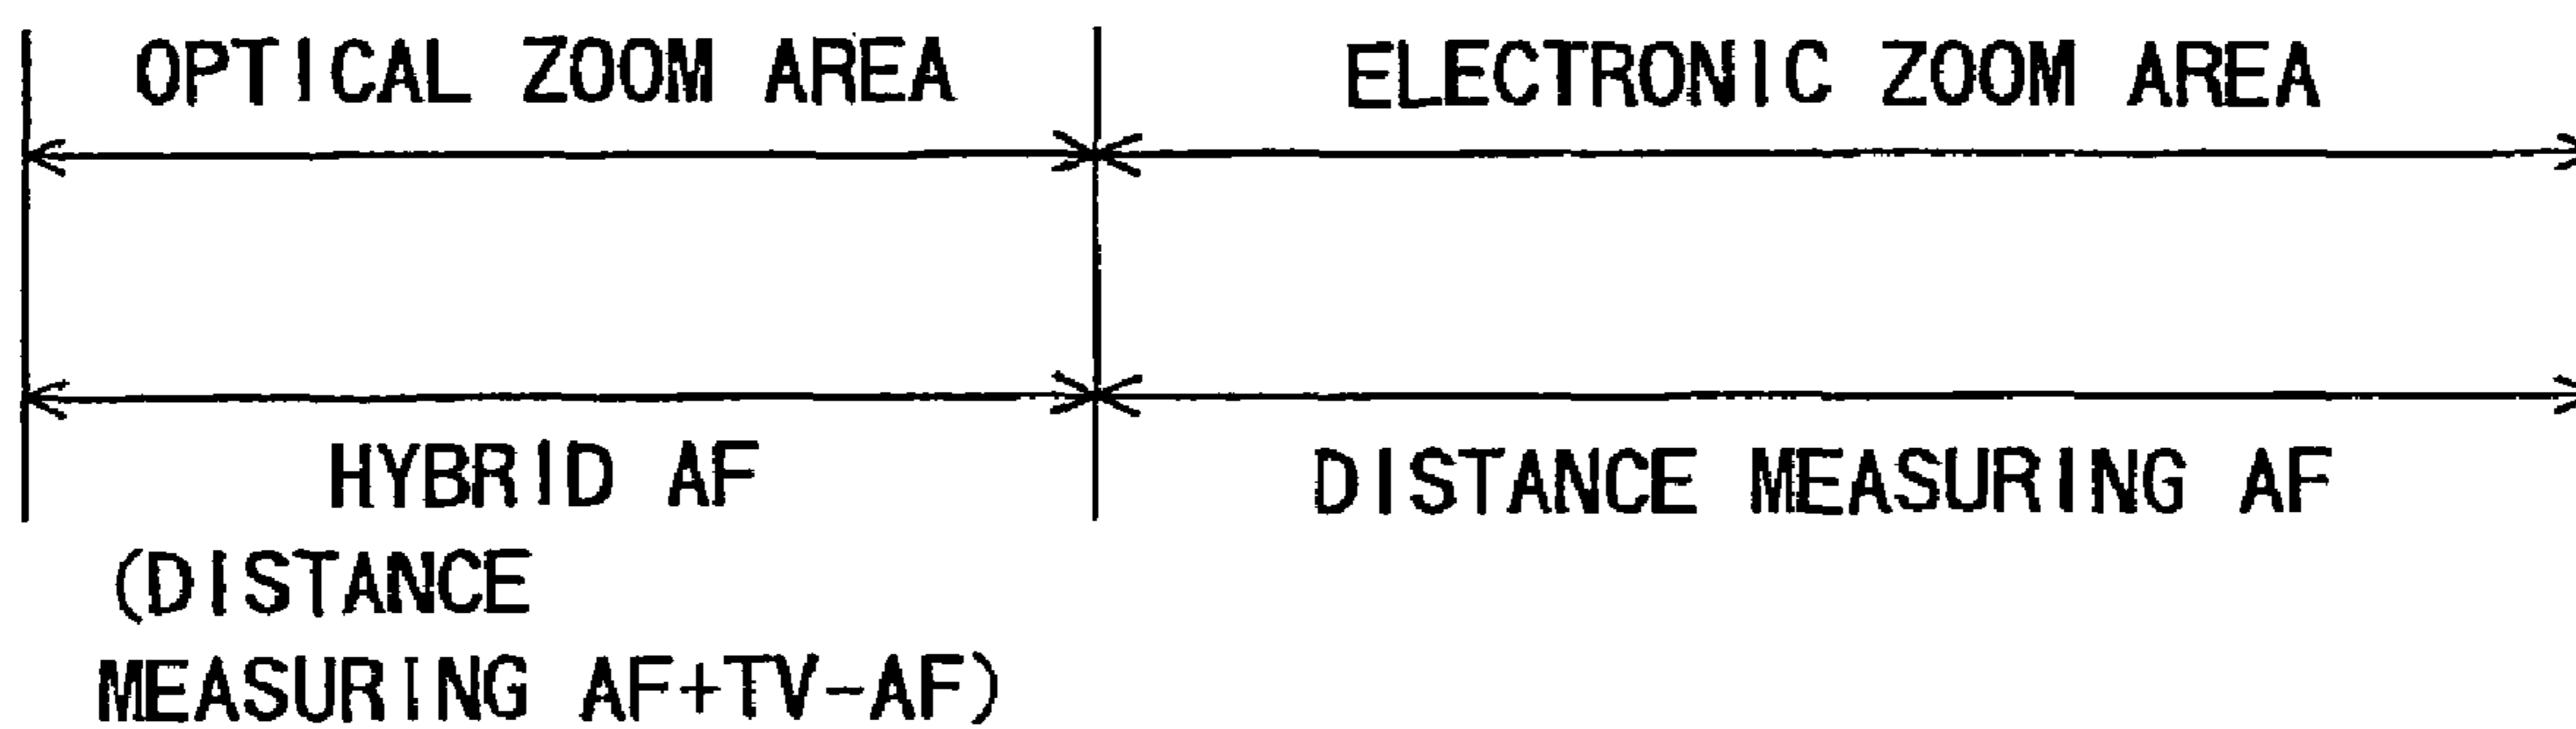 OPTICAL ZOOM AREA
ELECTRONIC ZOOM AREA
HYBRID AF
(DISTANCE
MEASURING AF+TV-AF)
DISTANCE MEASURING AF